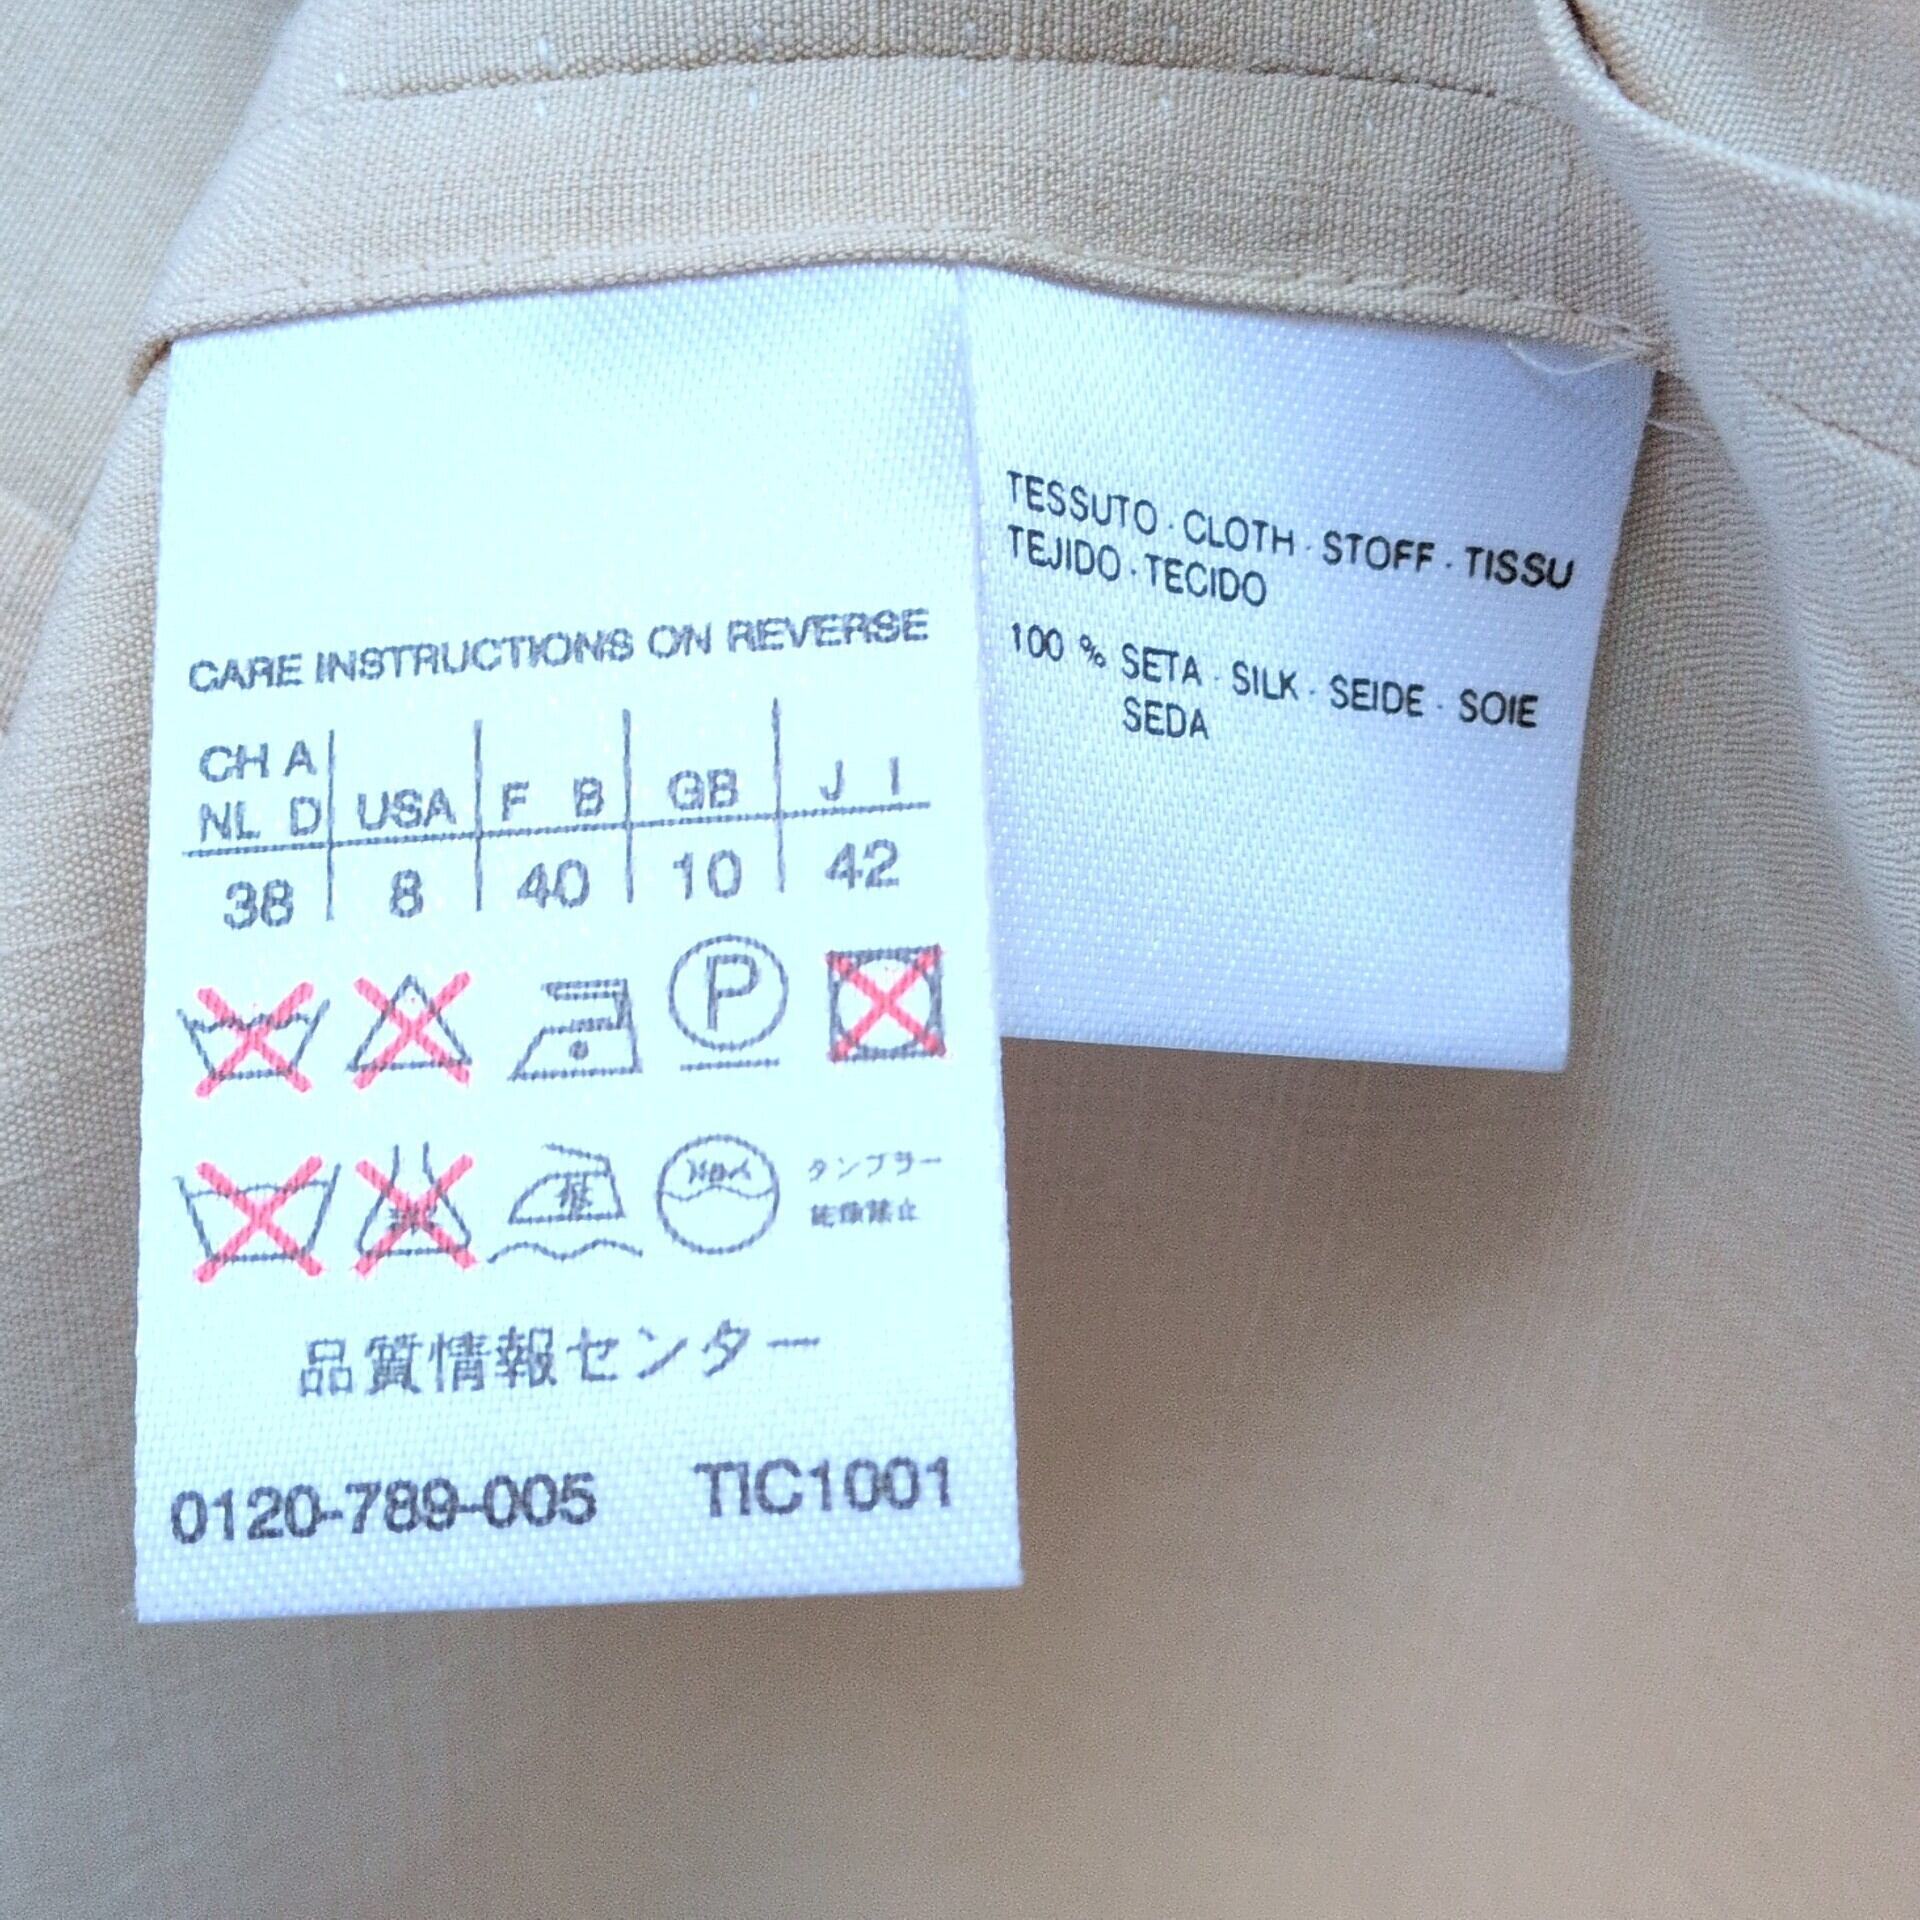 CARE INSTRUCTIONS ON REVERSE
CH A
NL D USA F B GB J I
38 8 40 10 42
P
タンブラー
乾燥禁止
品質情報センター
0120-789-005 TIC1001
TESSUTO · CLOTH · STOFF · TISSU
TEJIDO · TECIDO
100 % SETA · SILK · SEIDE · SOIE
SEDA